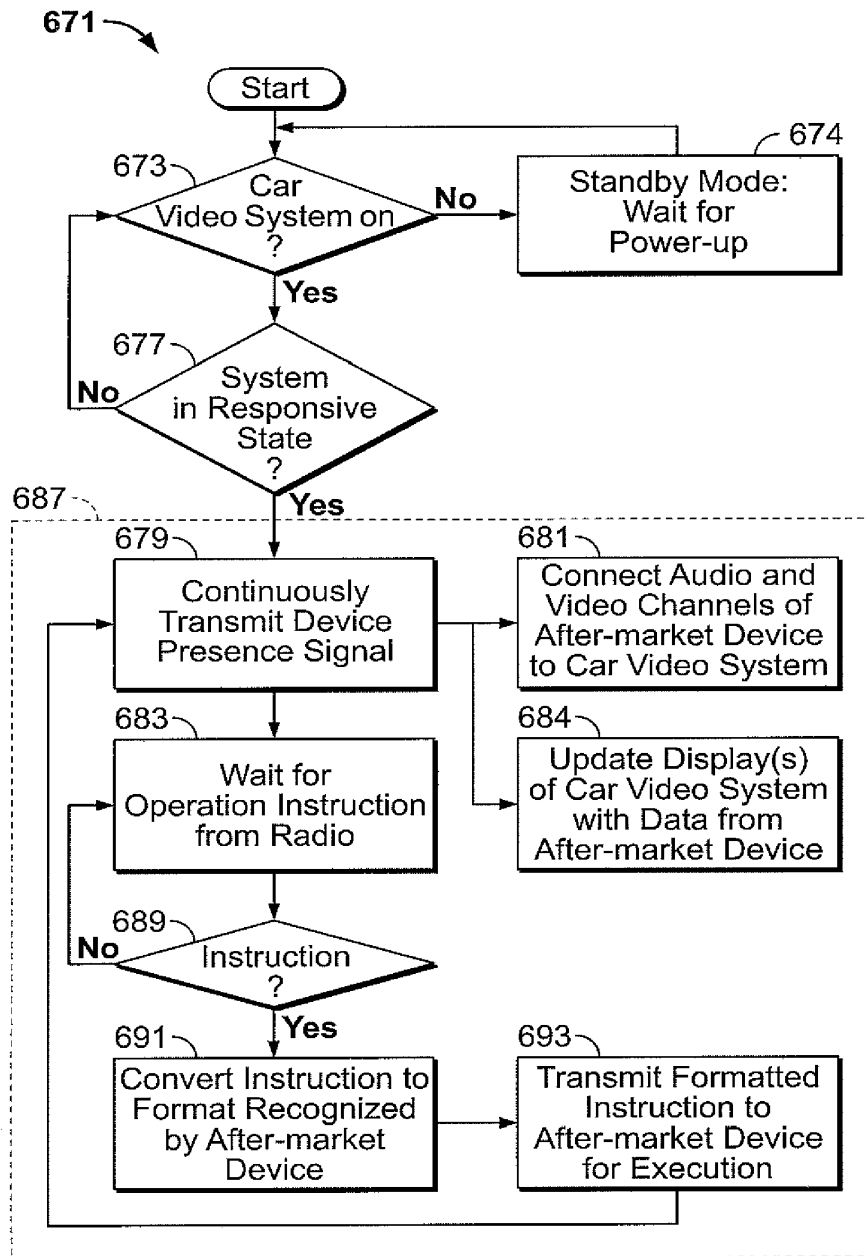 671
Start
673
Car
Video System on
?
No
674
Standby Mode:
Wait for
Power-up
Yes
677
System
in Responsive
State
?
No
Yes
687
679
Continuously
Transmit Device
Presence Signal
681
Connect Audio and
Video Channels of
After-market Device
to Car Video System
683
Wait for
Operation Instruction
from Radio
684
Update Display(s)
of Car Video System
with Data from
After-market Device
689
No
Instruction
?
Yes
691
Convert Instruction to
Format Recognized
by After-market
Device
693
Transmit Formatted
Instruction to
After-market Device
for Execution